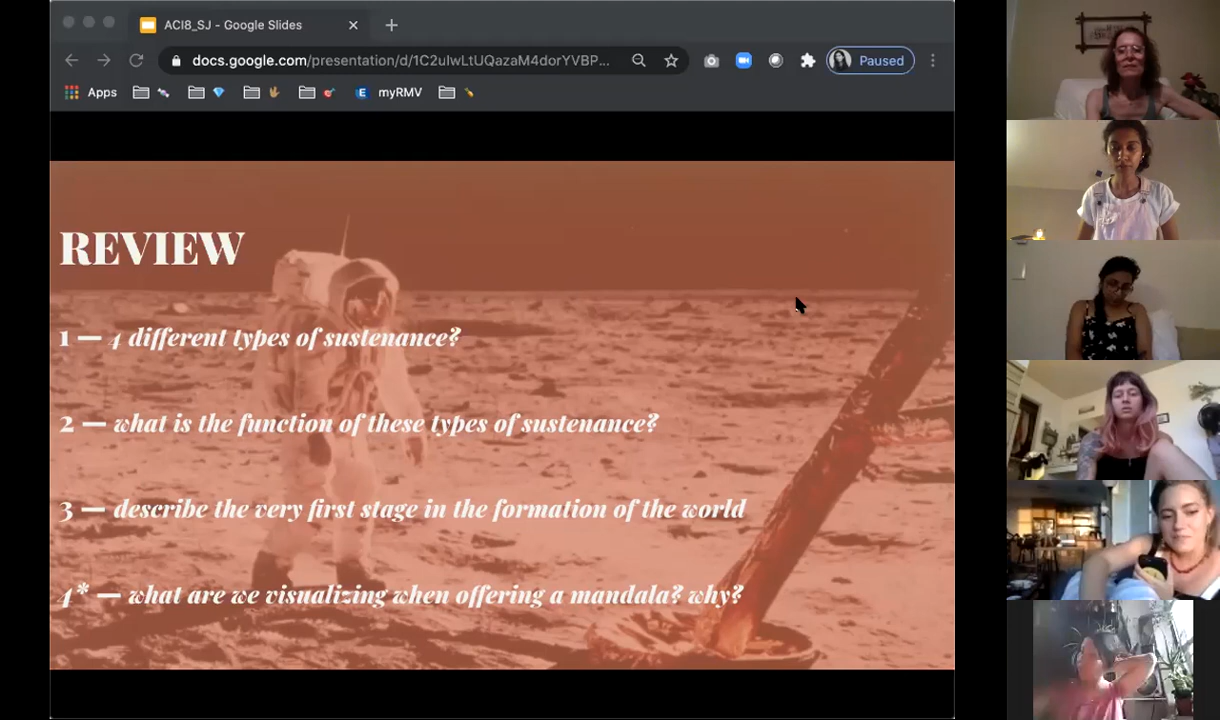 ACI8_SJ - Google Slides
docs.google.com/presentation/d/1C2ulwLtUQazaM4dorYVBP...
Paused
Apps
E
myRMV
REVIEW
1 — 4 different types of sustenance?
2 — what is the function of these types of sustenance?
3 — describe the very first stage in the formation of the world
4* — what are we visualizing when offering a mandala? why?